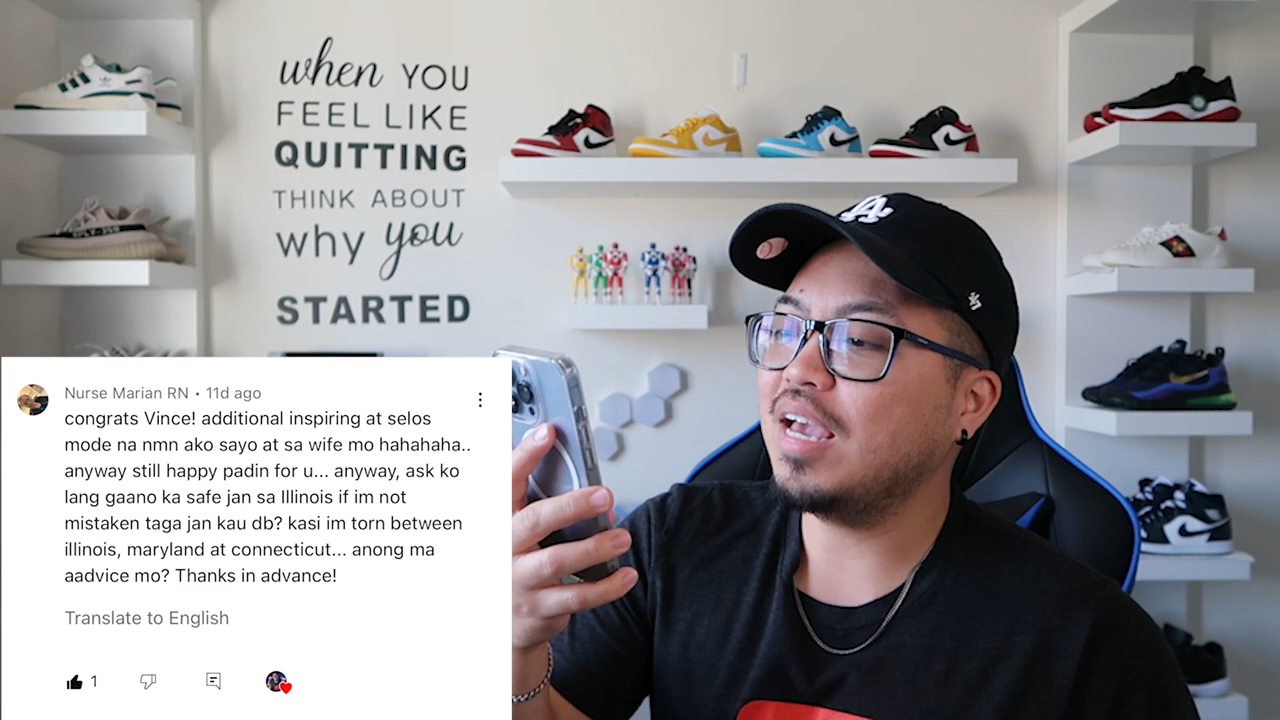 when YOU
FEEL LIKE
QUITTING
THINK ABOUT
why you
STARTED
LA
Nurse Marian RN • 11d ago
congrats Vince! additional inspiring at selos
mode na nmn ako sayo at sa wife mo hahahaha..
anyway still happy padin for u... anyway, ask ko
lang gaano ka safe jan sa Illinois if im not
mistaken taga jan kau db? kasi im torn between
illinois, maryland at connecticut... anong ma
aadvice mo? Thanks in advance!
Translate to English
1